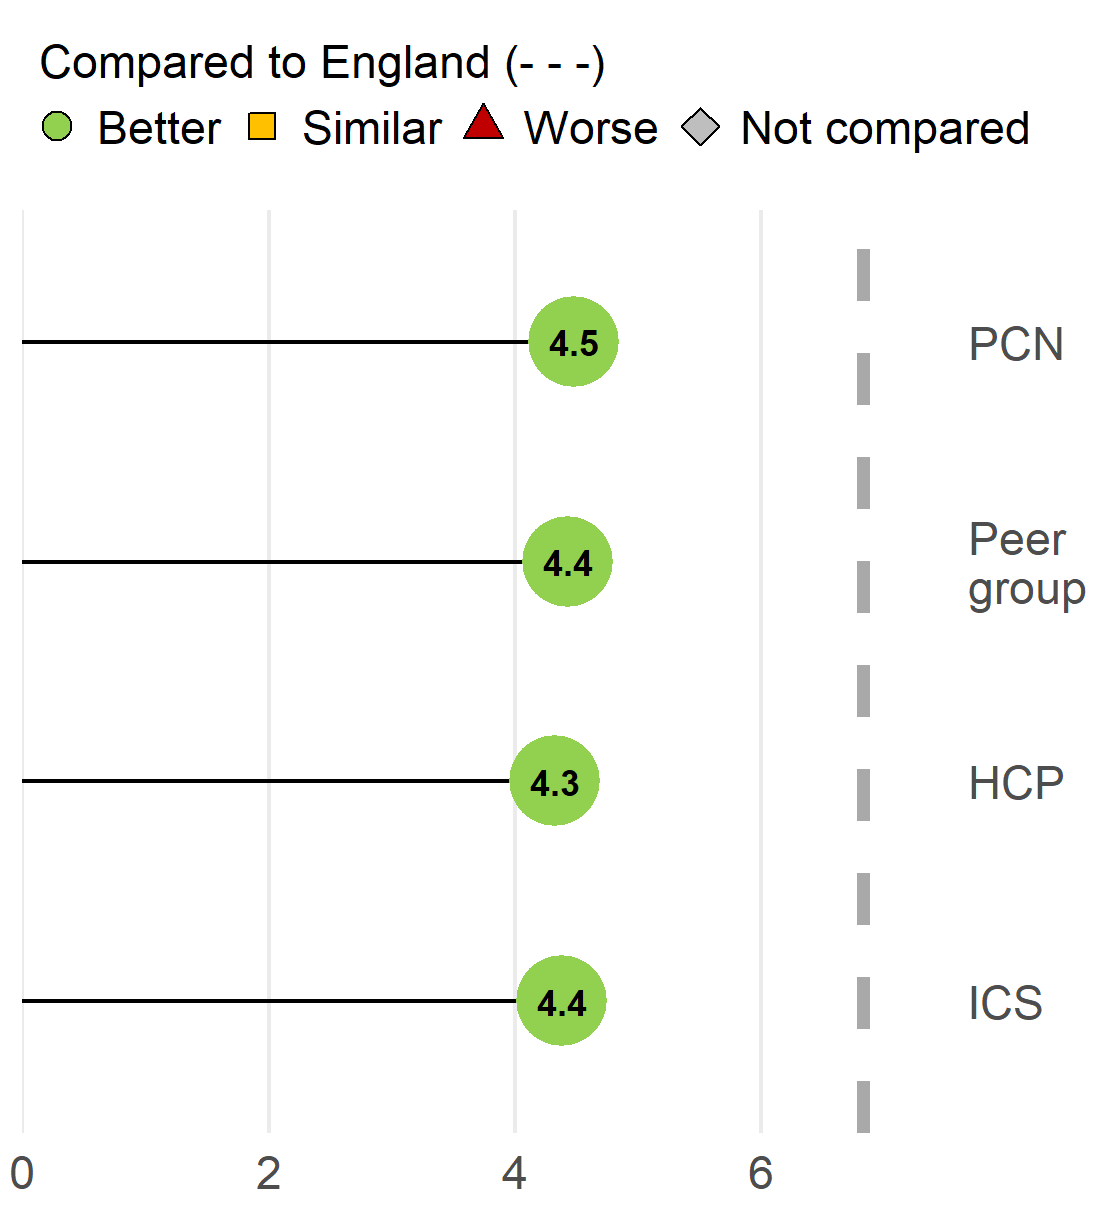 Compared to England (- - -)
Better Similar Worse Not compared
4.5 PCN
4.4 Peer
group
4.3 HCP
4.4 ICS
0 2 4 6